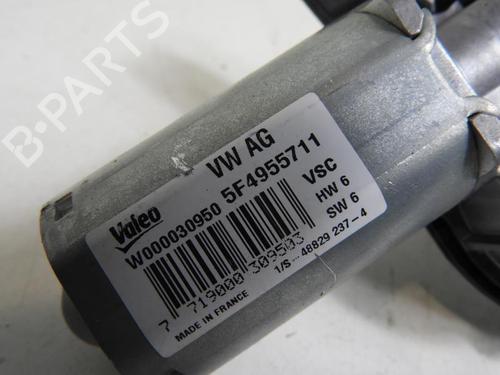 B-PARTS
VW AG
Valeo
W000030950 5F4955711
VSC
HW 6
SW 6
7 719000 309503
1/S--48829 237-4
MADE IN FRANCE